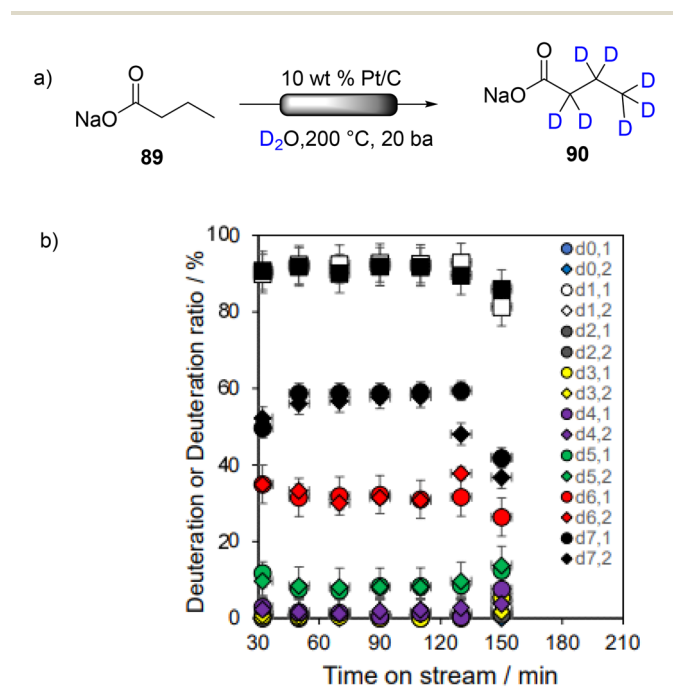 a)
O
NaO
89
10 wt % Pt/C
D2O,200 °C, 20 ba
O
D
D
NaO
D
D
D
D
D
90
b)
Deuteration or Deuteration ratio / %
100
80
60
40
20
0
30
60
90
120
150
180
210
Time on stream / min
d0,1
d0,2
d1,1
d1,2
d2,1
d2,2
d3,1
d3,2
d4,1
d4,2
d5,1
d5,2
d6,1
d6,2
d7,1
d7,2